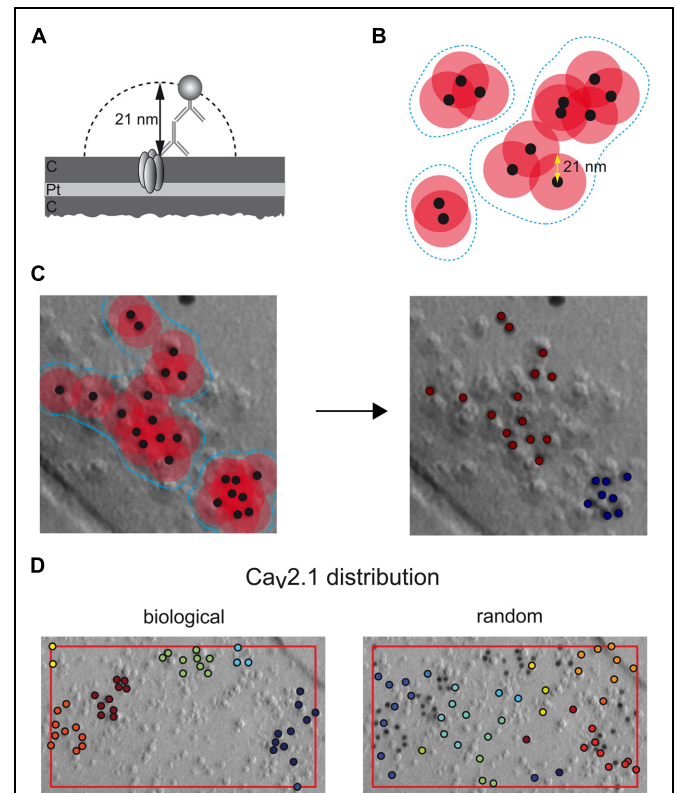 A
21 nm
C
Pt
C
B
21 nm
C
D
Cav2.1 distribution
biological
random